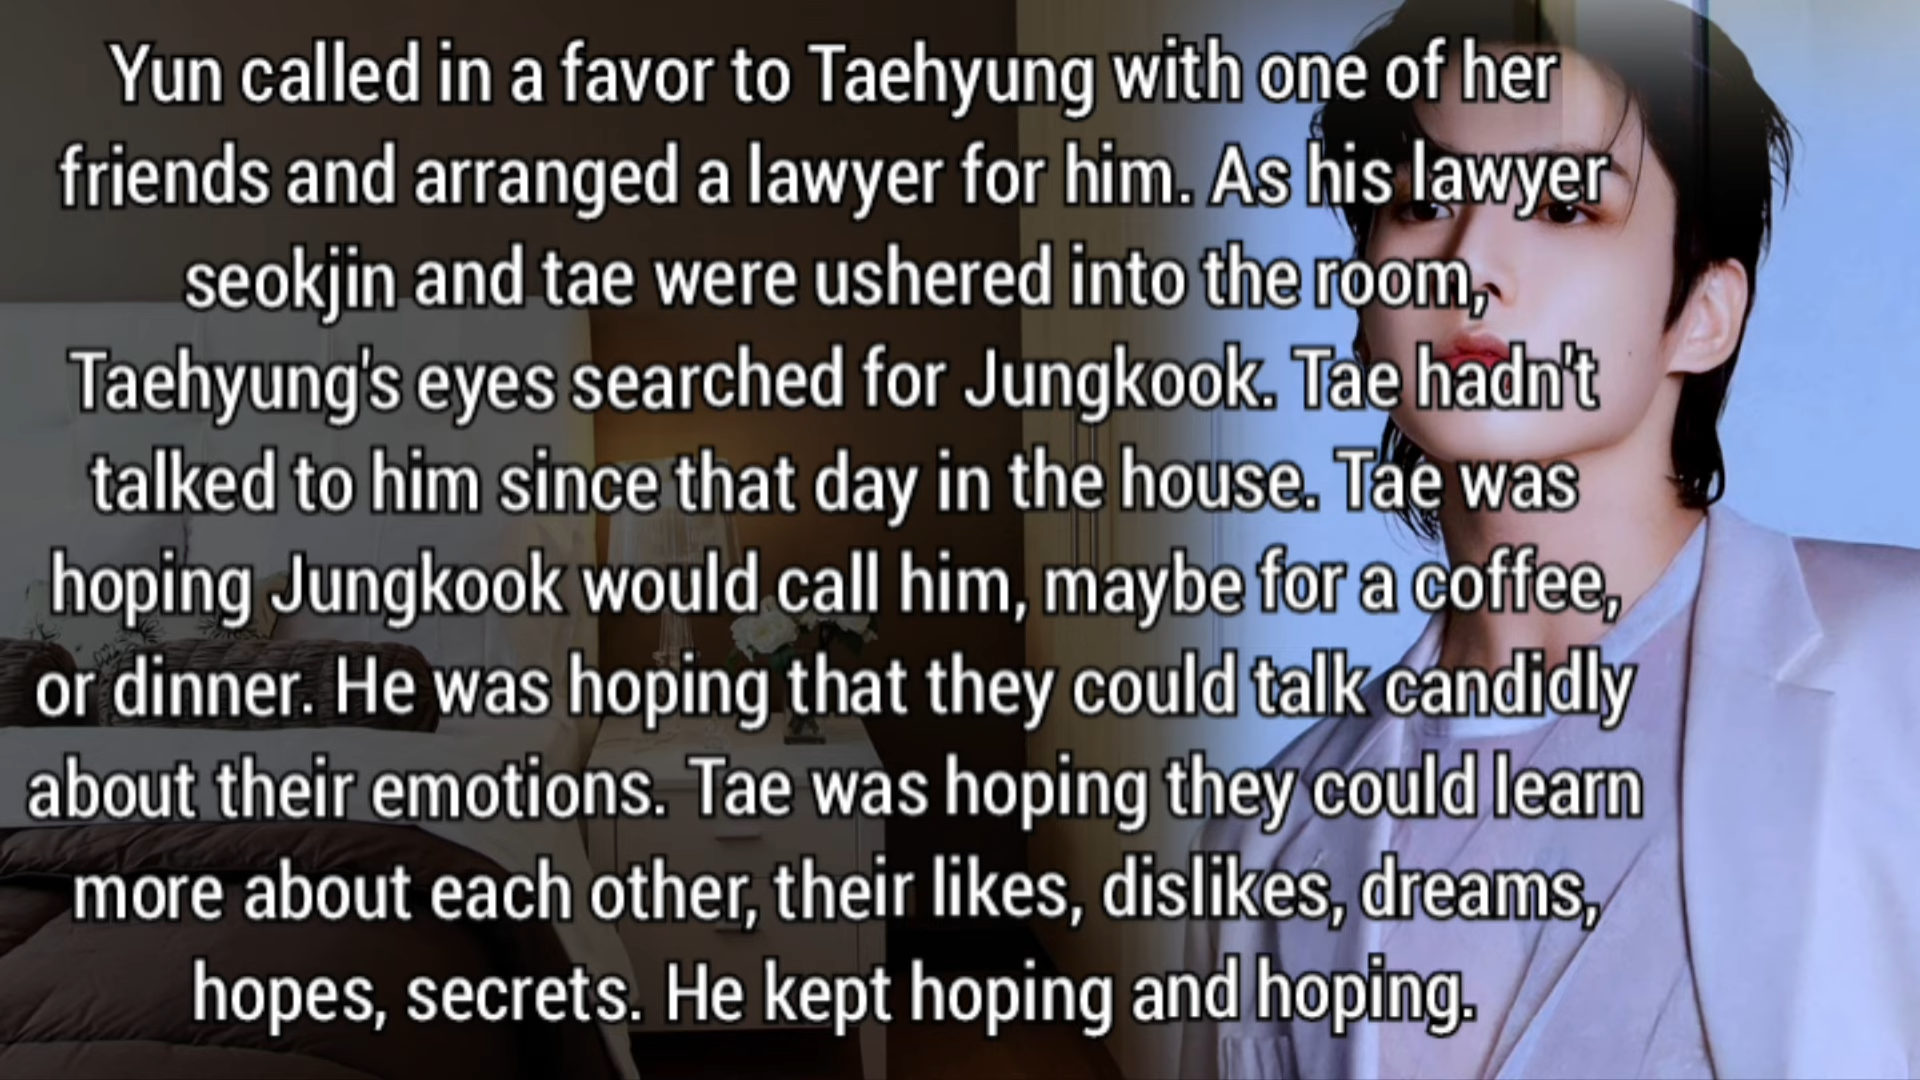 Yun called in a favor to Taehyung with one of her
friends and arranged a lawyer for him. As his lawyer
seokjin and tae were ushered into the room,
Taehyung's eyes searched for Jungkook. Tae hadn't
talked to him since that day in the house. Tae was
hoping Jungkook would call him, maybe for a coffee,
or dinner. He was hoping that they could talk candidly
about their emotions. Tae was hoping they could learn
more about each other, their likes, dislikes, dreams,
hopes, secrets. He kept hoping and hoping.